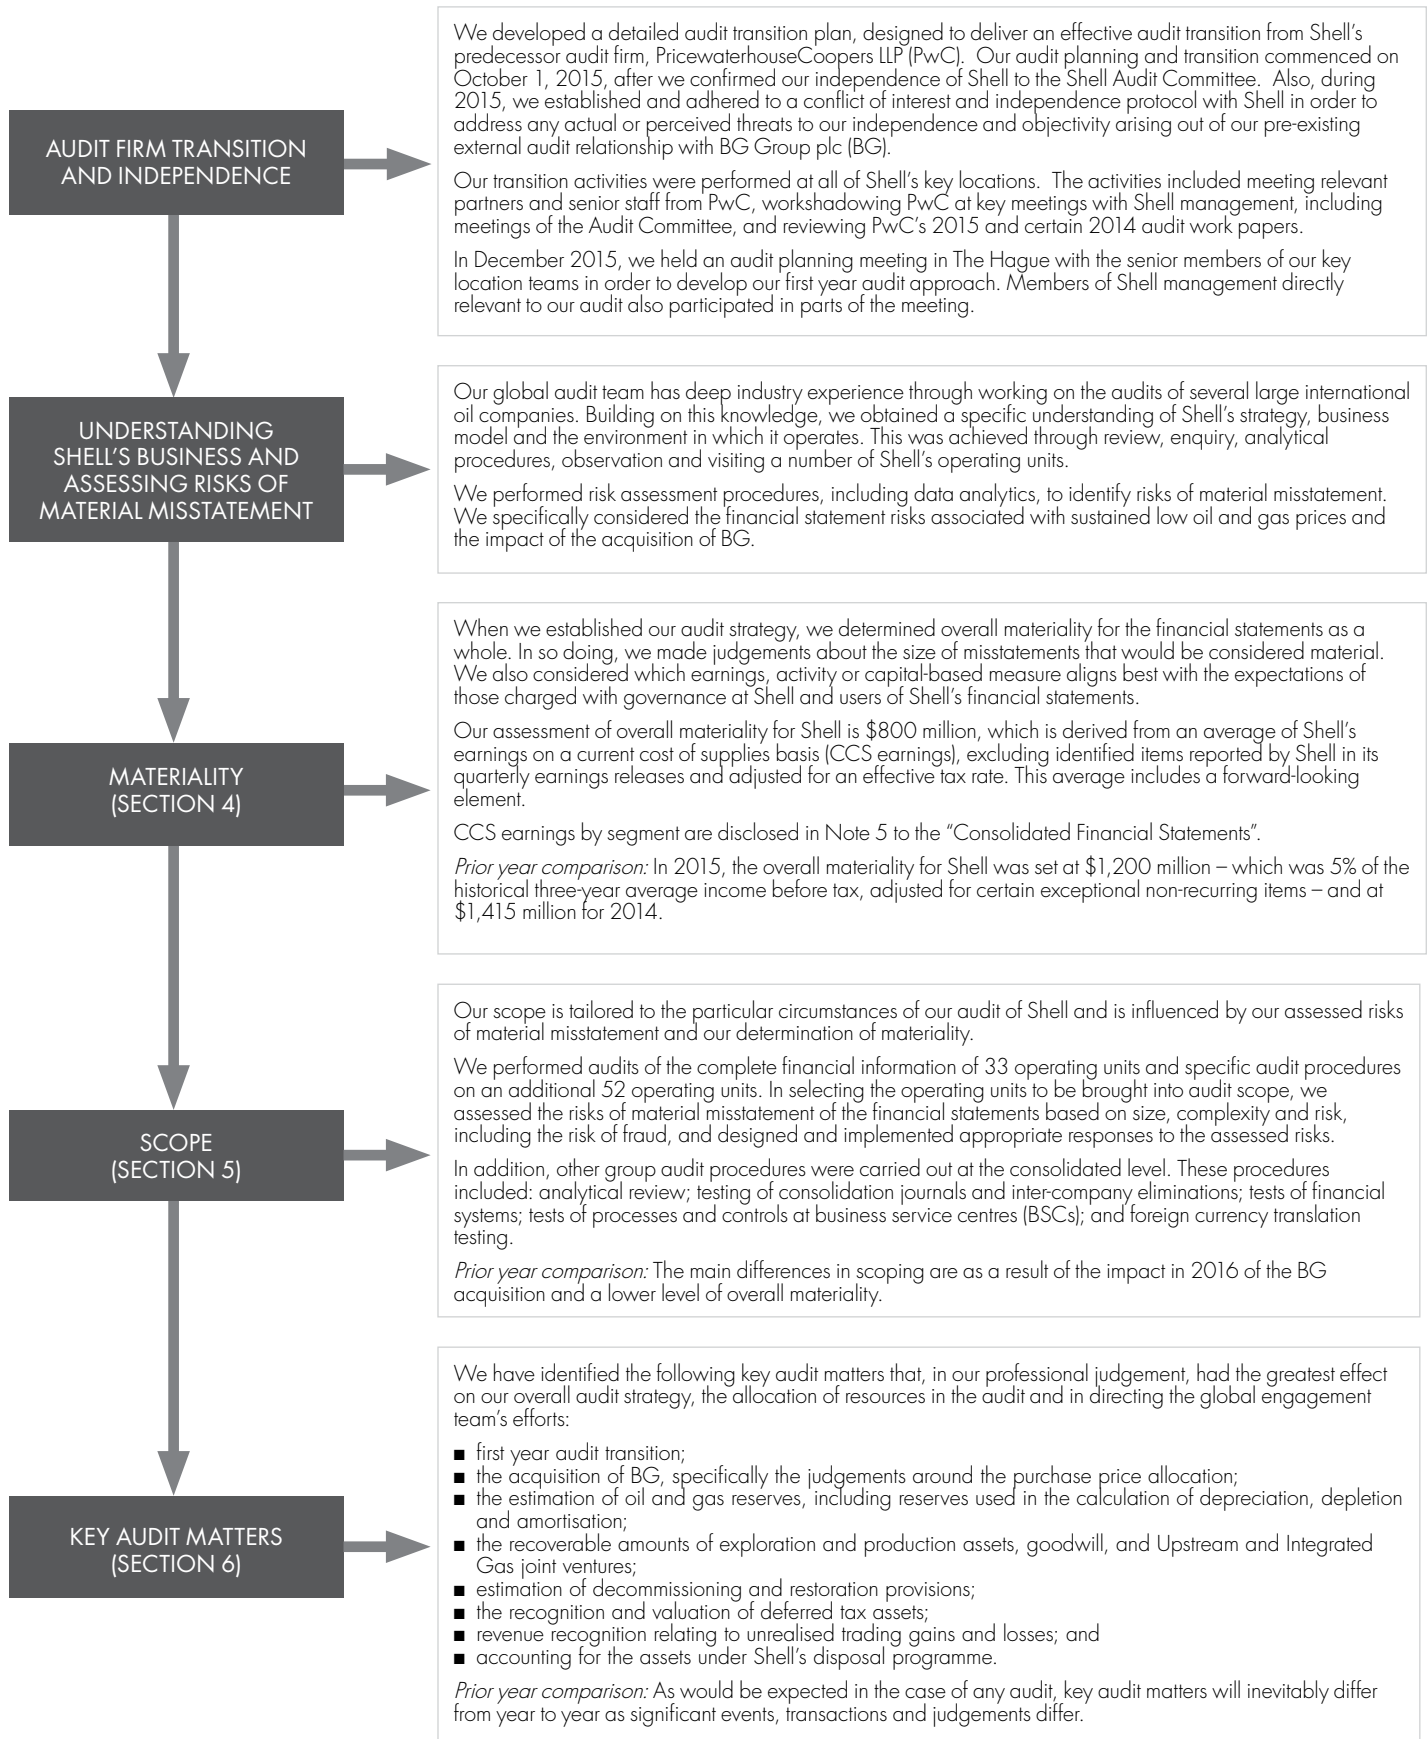 AUDIT FIRM TRANSITION
AND INDEPENDENCE
We developed a detailed audit transition plan, designed to deliver an effective audit transition from Shell's
predecessor audit firm, PricewaterhouseCoopers LLP (PwC). Our audit planning and transition commenced on
October 1, 2015, after we confirmed our independence of Shell to the Shell Audit Committee. Also, during
2015, we established and adhered to a conflict of interest and independence protocol with Shell in order to
address any actual or perceived threats to our independence and objectivity arising out of our pre-existing
external audit relationship with BG Group plc (BG).
Our transition activities were performed at all of Shell's key locations. The activities included meeting relevant
partners and senior staff from PwC, workshadowing PwC at key meetings with Shell management, including
meetings of the Audit Committee, and reviewing PwC's 2015 and certain 2014 audit work papers.
In December 2015, we held an audit planning meeting in The Hague with the senior members of our key
location teams in order to develop our first year audit approach. Members of Shell management directly
relevant to our audit also participated in parts of the meeting.
UNDERSTANDING
SHELL'S BUSINESS AND
ASSESSING RISKS OF
MATERIAL MISSTATEMENT
Our global audit team has deep industry experience through working on the audits of several large international
oil companies. Building on this knowledge, we obtained a specific understanding of Shell's strategy, business
model and the environment in which it operates. This was achieved through review, enquiry, analytical
procedures, observation and visiting a number of Shell's operating units.
We performed risk assessment procedures, including data analytics, to identify risks of material misstatement.
We specifically considered the financial statement risks associated with sustained low oil and gas prices and
the impact of the acquisition of BG.
MATERIALITY
(SECTION 4)
When we established our audit strategy, we determined overall materiality for the financial statements as a
whole. In so doing, we made judgements about the size of misstatements that would be considered material.
We also considered which earnings, activity or capital-based measure aligns best with the expectations of
those charged with governance at Shell and users of Shell's financial statements.
Our assessment of overall materiality for Shell is $800 million, which is derived from an average of Shell's
earnings on a current cost of supplies basis (CCS earnings), excluding identified items reported by Shell in its
quarterly earnings releases and adjusted for an effective tax rate. This average includes a forward-looking
element.
CCS earnings by segment are disclosed in Note 5 to the "Consolidated Financial Statements".
Prior year comparison: In 2015, the overall materiality for Shell was set at $1,200 million – which was 5% of the
historical three-year average income before tax, adjusted for certain exceptional non-recurring items – and at
$1,415 million for 2014.
SCOPE
(SECTION 5)
Our scope is tailored to the particular circumstances of our audit of Shell and is influenced by our assessed risks
of material misstatement and our determination of materiality.
We performed audits of the complete financial information of 33 operating units and specific audit procedures
on an additional 52 operating units. In selecting the operating units to be brought into audit scope, we
assessed the risks of material misstatement of the financial statements based on size, complexity and risk,
including the risk of fraud, and designed and implemented appropriate responses to the assessed risks.
In addition, other group audit procedures were carried out at the consolidated level. These procedures
included: analytical review; testing of consolidation journals and inter-company eliminations; tests of financial
systems; tests of processes and controls at business service centres (BSCs); and foreign currency translation
testing.
Prior year comparison: The main differences in scoping are as a result of the impact in 2016 of the BG
acquisition and a lower level of overall materiality.
KEY AUDIT MATTERS
(SECTION 6)
We have identified the following key audit matters that, in our professional judgement, had the greatest effect
on our overall audit strategy, the allocation of resources in the audit and in directing the global engagement
team's efforts:
■ first year audit transition;
■ the acquisition of BG, specifically the judgements around the purchase price allocation;
■ the estimation of oil and gas reserves, including reserves used in the calculation of depreciation, depletion
and amortisation;
■ the recoverable amounts of exploration and production assets, goodwill, and Upstream and Integrated
Gas joint ventures;
■ estimation of decommissioning and restoration provisions;
■ the recognition and valuation of deferred tax assets;
■ revenue recognition relating to unrealised trading gains and losses; and
■ accounting for the assets under Shell's disposal programme.
Prior year comparison: As would be expected in the case of any audit, key audit matters will inevitably differ
from year to year as significant events, transactions and judgements differ.